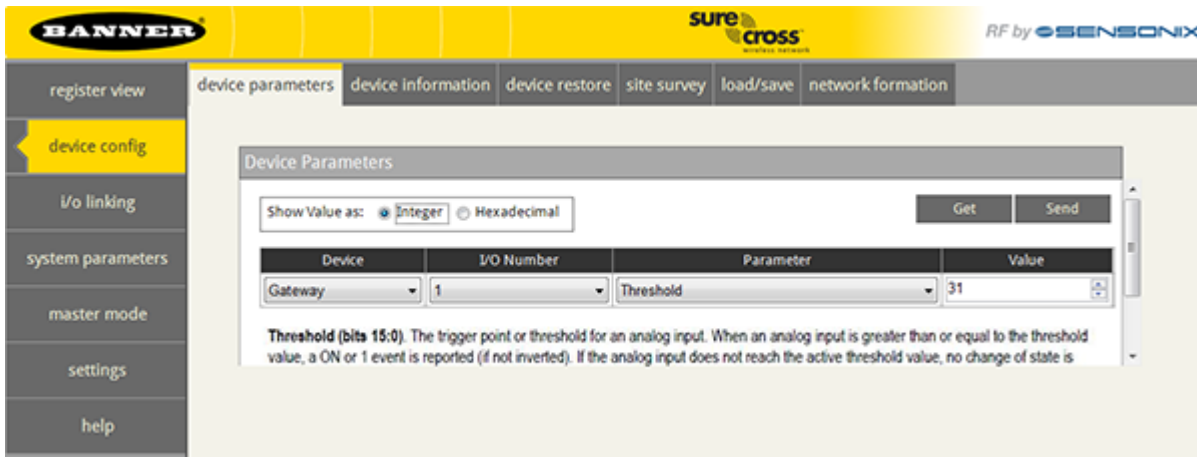 BANNER
sure cross
wireless network
RF by SENSONIX
register view
device config
i/o linking
system parameters
master mode
settings
help
device parameters device information device restore site survey load/save network formation
Device Parameters
Show Value as: Integer Hexadecimal
Get Send
Device I/O Number Parameter Value
Gateway 1 Threshold 31
Threshold (bits 15:0). The trigger point or threshold for an analog input. When an analog input is greater than or equal to the threshold
value, a ON or 1 event is reported (if not inverted). If the analog input does not reach the active threshold value, no change of state is